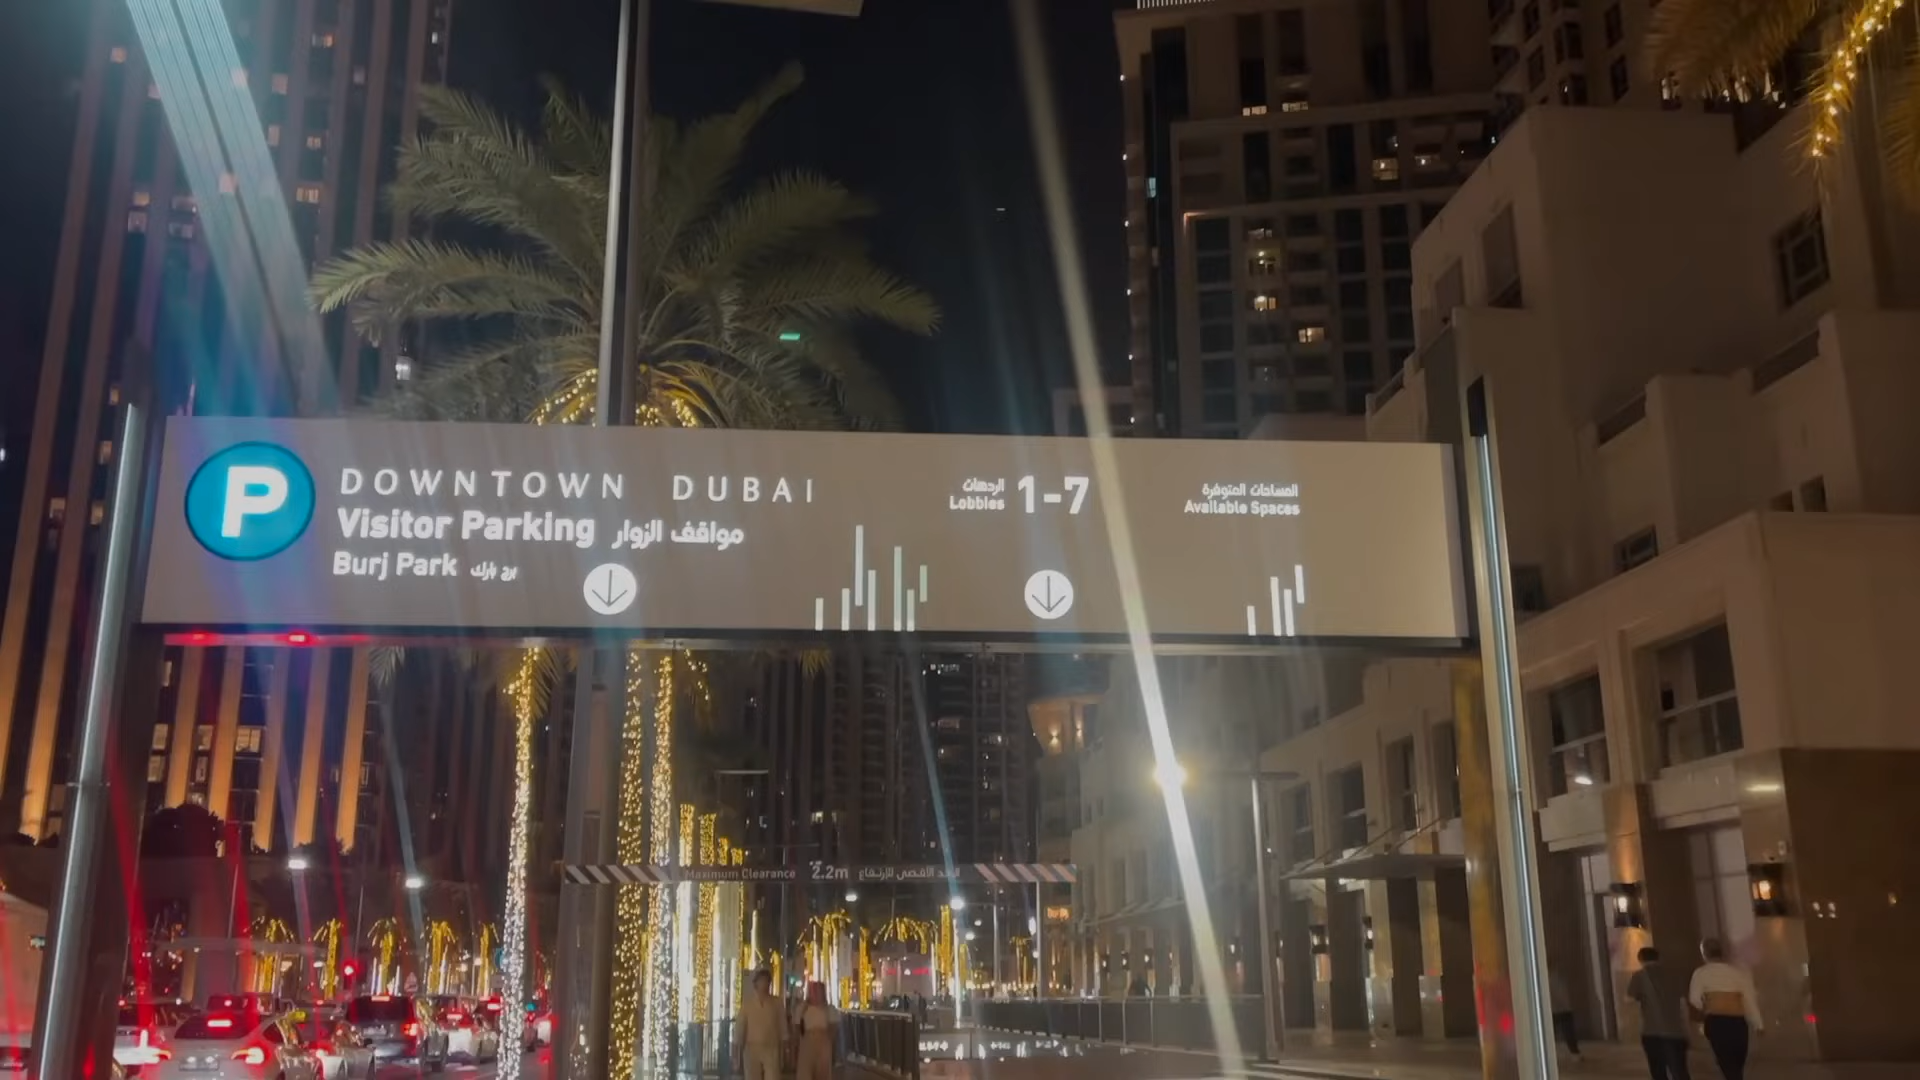 P
DOWNTOWN DUBAI
Visitor Parking مواقف الزوار
Burj Park برج بارك
الردهات
Lobbies 1-7
المساحات المتوفرة
Available Spaces
Maximum Clearance 2.2m الحد الأقصى للإرتفاع